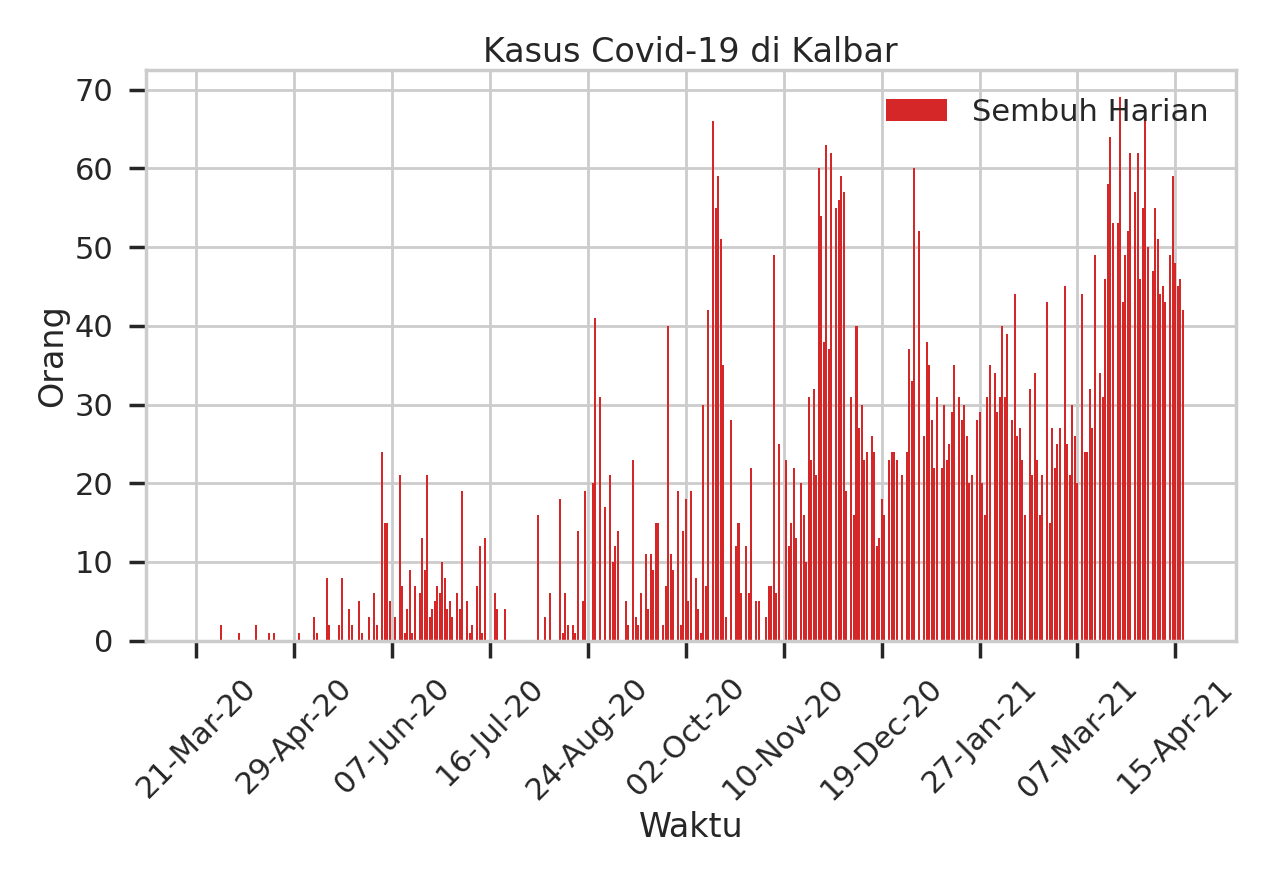 Kasus Covid-19 di Kalbar
Sembuh Harian
70
60
50
40
30
20
10
0
Orang
21-Mar-20
29-Apr-20
07-Jun-20
16-Jul-20
24-Aug-20
02-Oct-20
10-Nov-20
19-Dec-20
27-Jan-21
07-Mar-21
15-Apr-21
Waktu